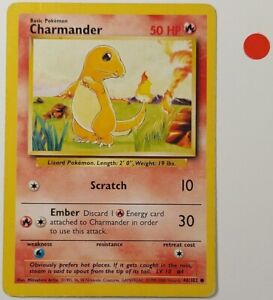 Basic Pokémon
Charmander 50 HP
Lizard Pokémon. Length: 2' 0", Weight: 19 lbs.
Scratch 10
Ember Discard 1 Energy card
attached to Charmander in order
to use this attack. 30
weakness resistance retreat cost
Obviously prefers hot places. If it gets caught in the rain,
steam is said to spout from the tip of its tail. LV. 10
Illus. Mitsuhiro Arita
46/102